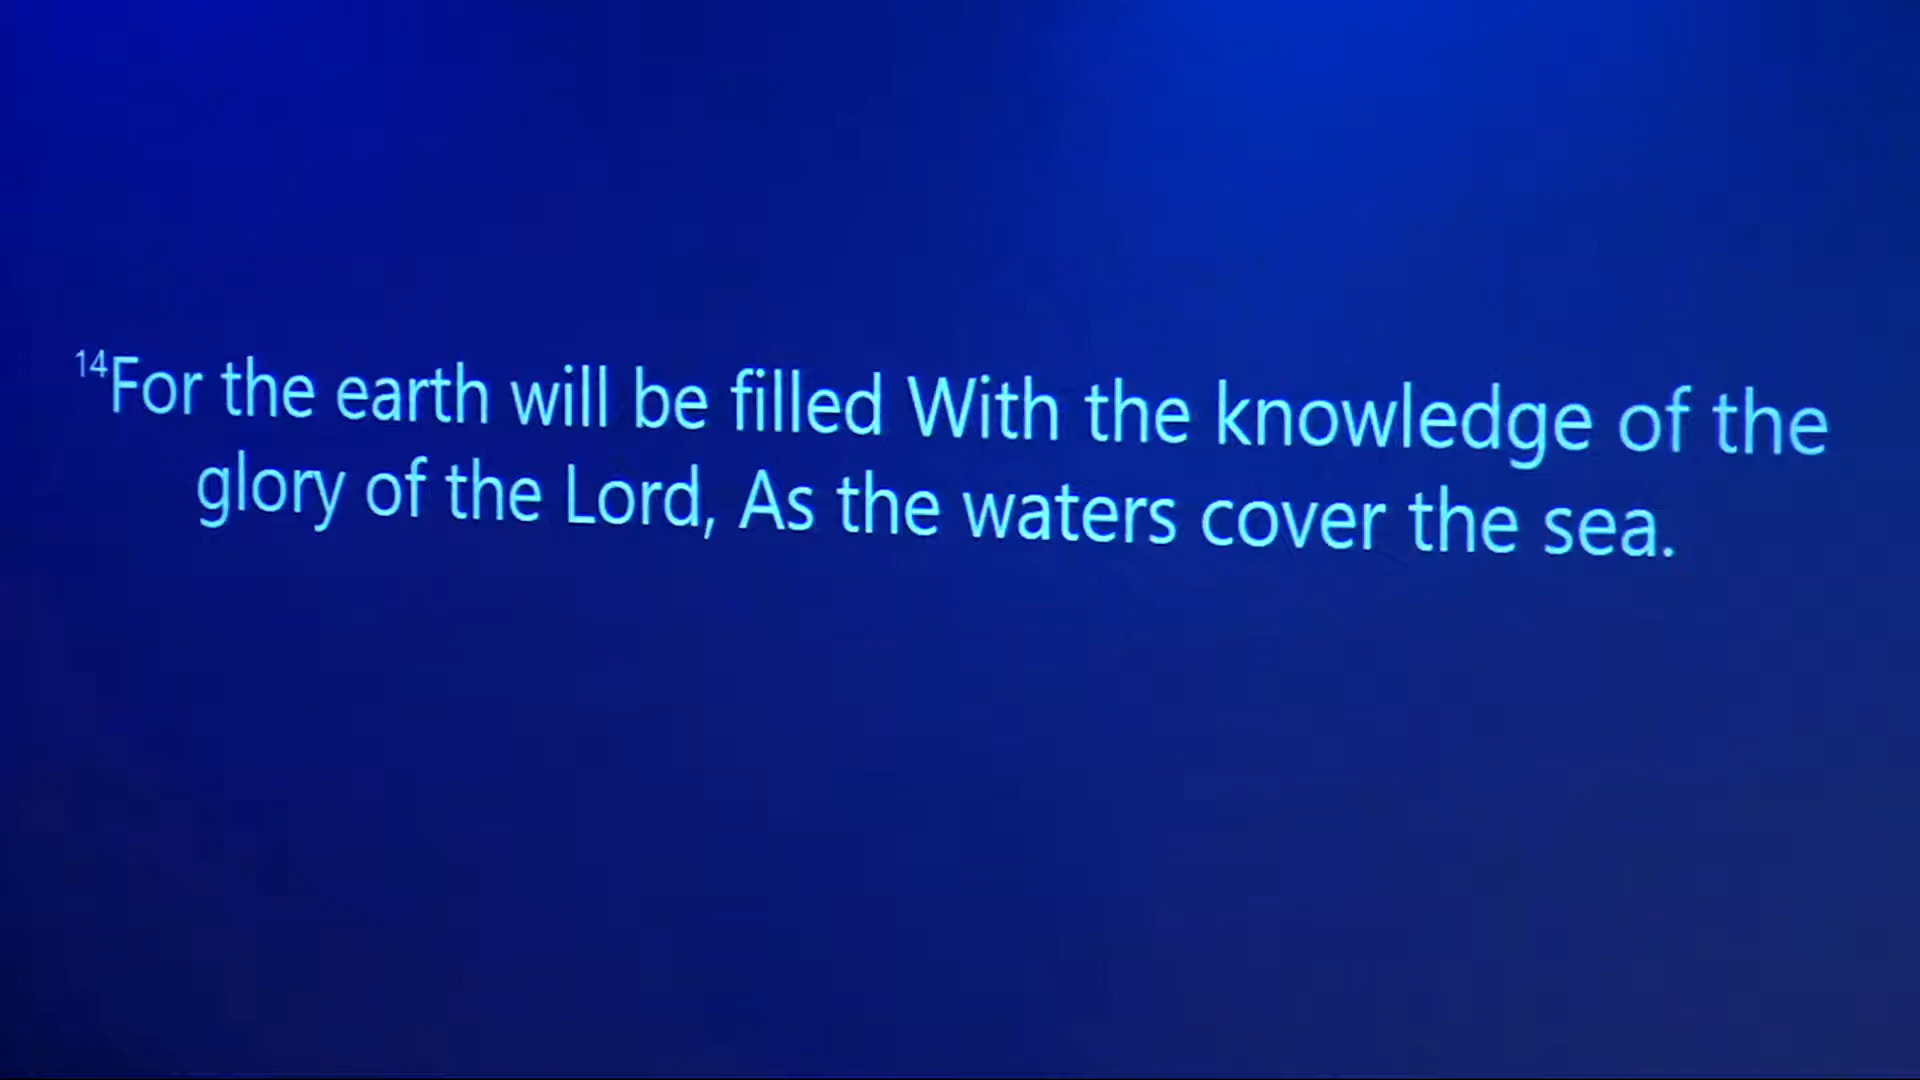 14For the earth will be filled With the knowledge of the
glory of the Lord, As the waters cover the sea.